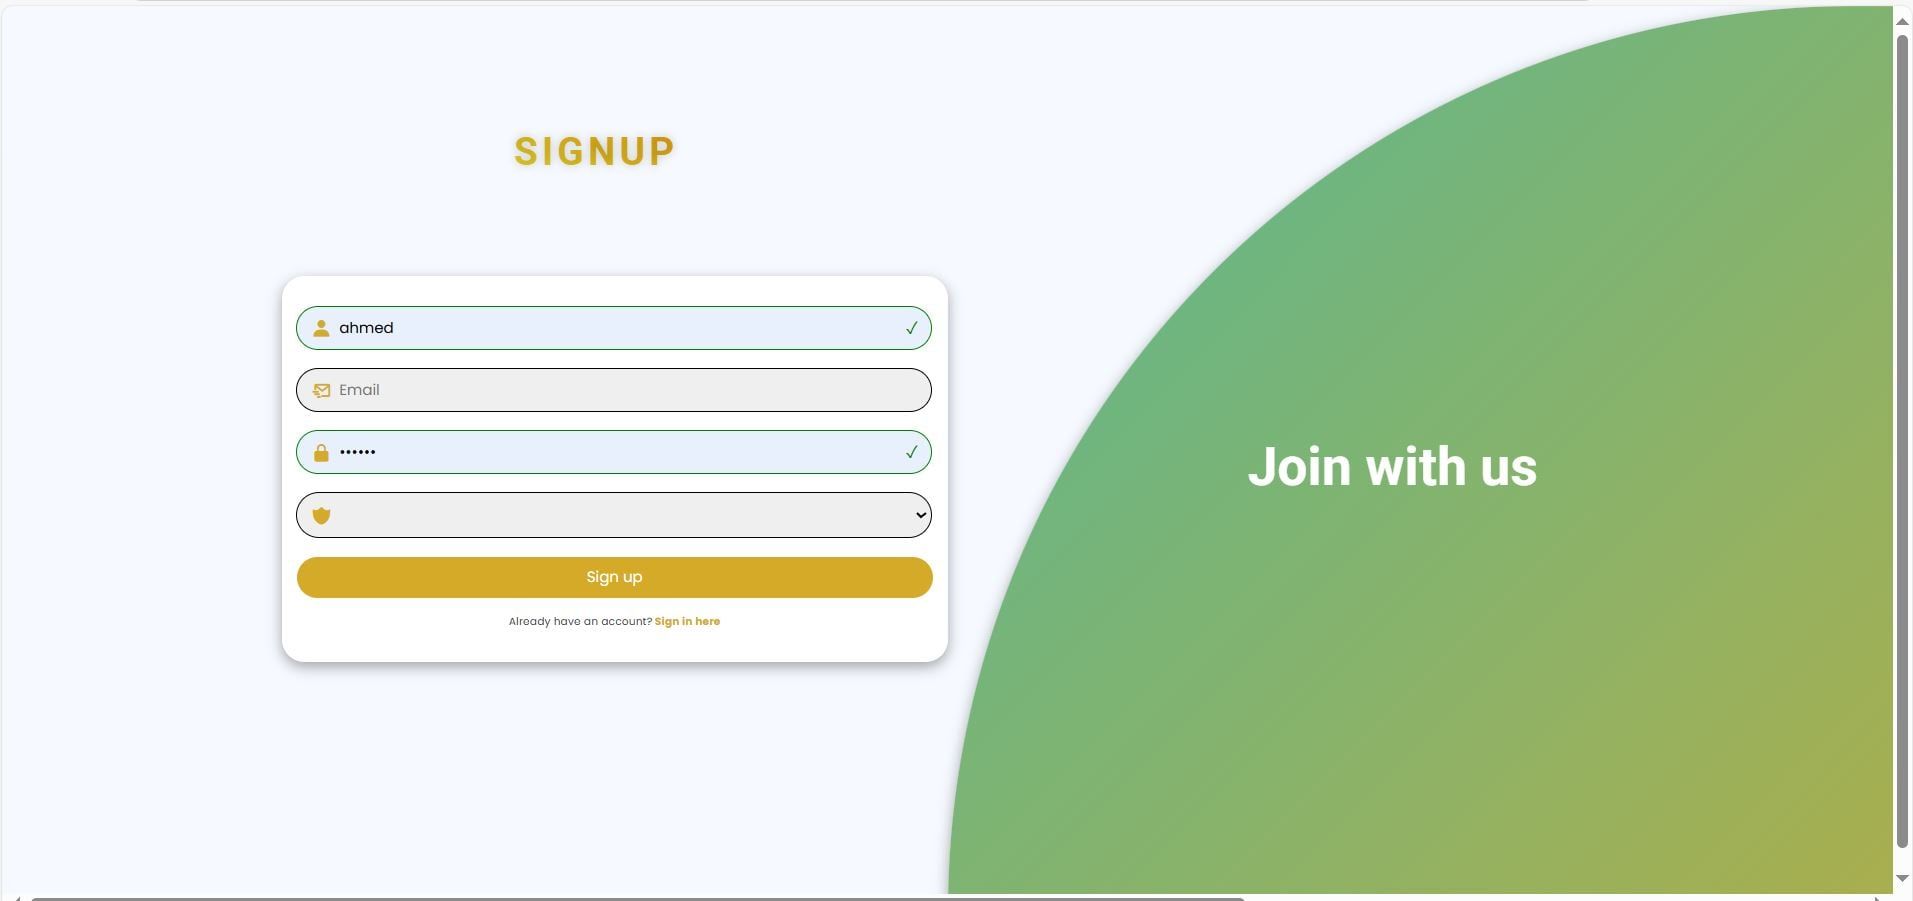 SIGNUP
ahmed
Email
••••••
Sign up
Already have an account? Sign in here
Join with us